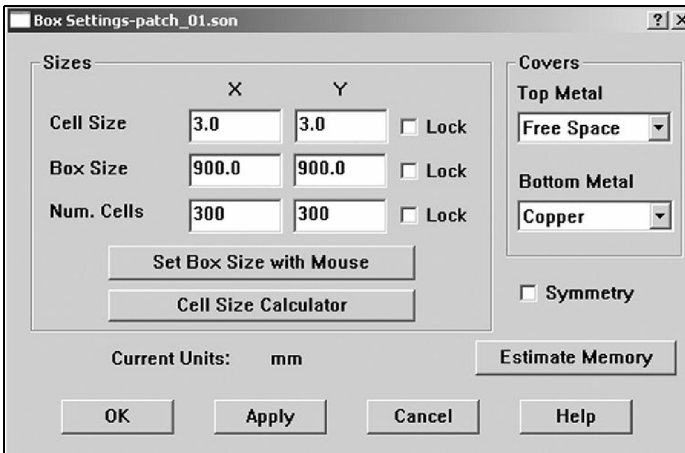 Box Settings-patch_01.son
? X
Sizes
X Y
Cell Size 3.0 3.0 Lock
Box Size 900.0 900.0 Lock
Num. Cells 300 300 Lock
Set Box Size with Mouse
Cell Size Calculator
Covers
Top Metal
Free Space
Bottom Metal
Copper
Symmetry
Current Units: mm
Estimate Memory
OK Apply Cancel Help